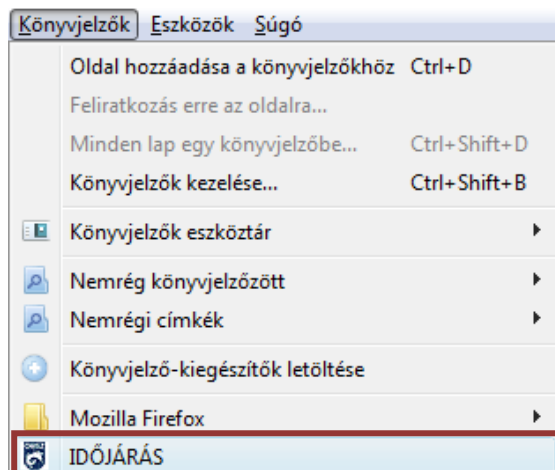 Könyvjelzők Eszközök Súgó
Oldal hozzáadása a könyvjelzőkhöz Ctrl+D
Feliratkozás erre az oldalra...
Minden lap egy könyvjelzőbe... Ctrl+Shift+D
Könyvjelzők kezelése... Ctrl+Shift+B
Könyvjelzők eszköztár
Nemrég könyvjelzőzött
Nemrégi címkék
Könyvjelző-kiegészítők letöltése
Mozilla Firefox
IDŐJÁRÁS